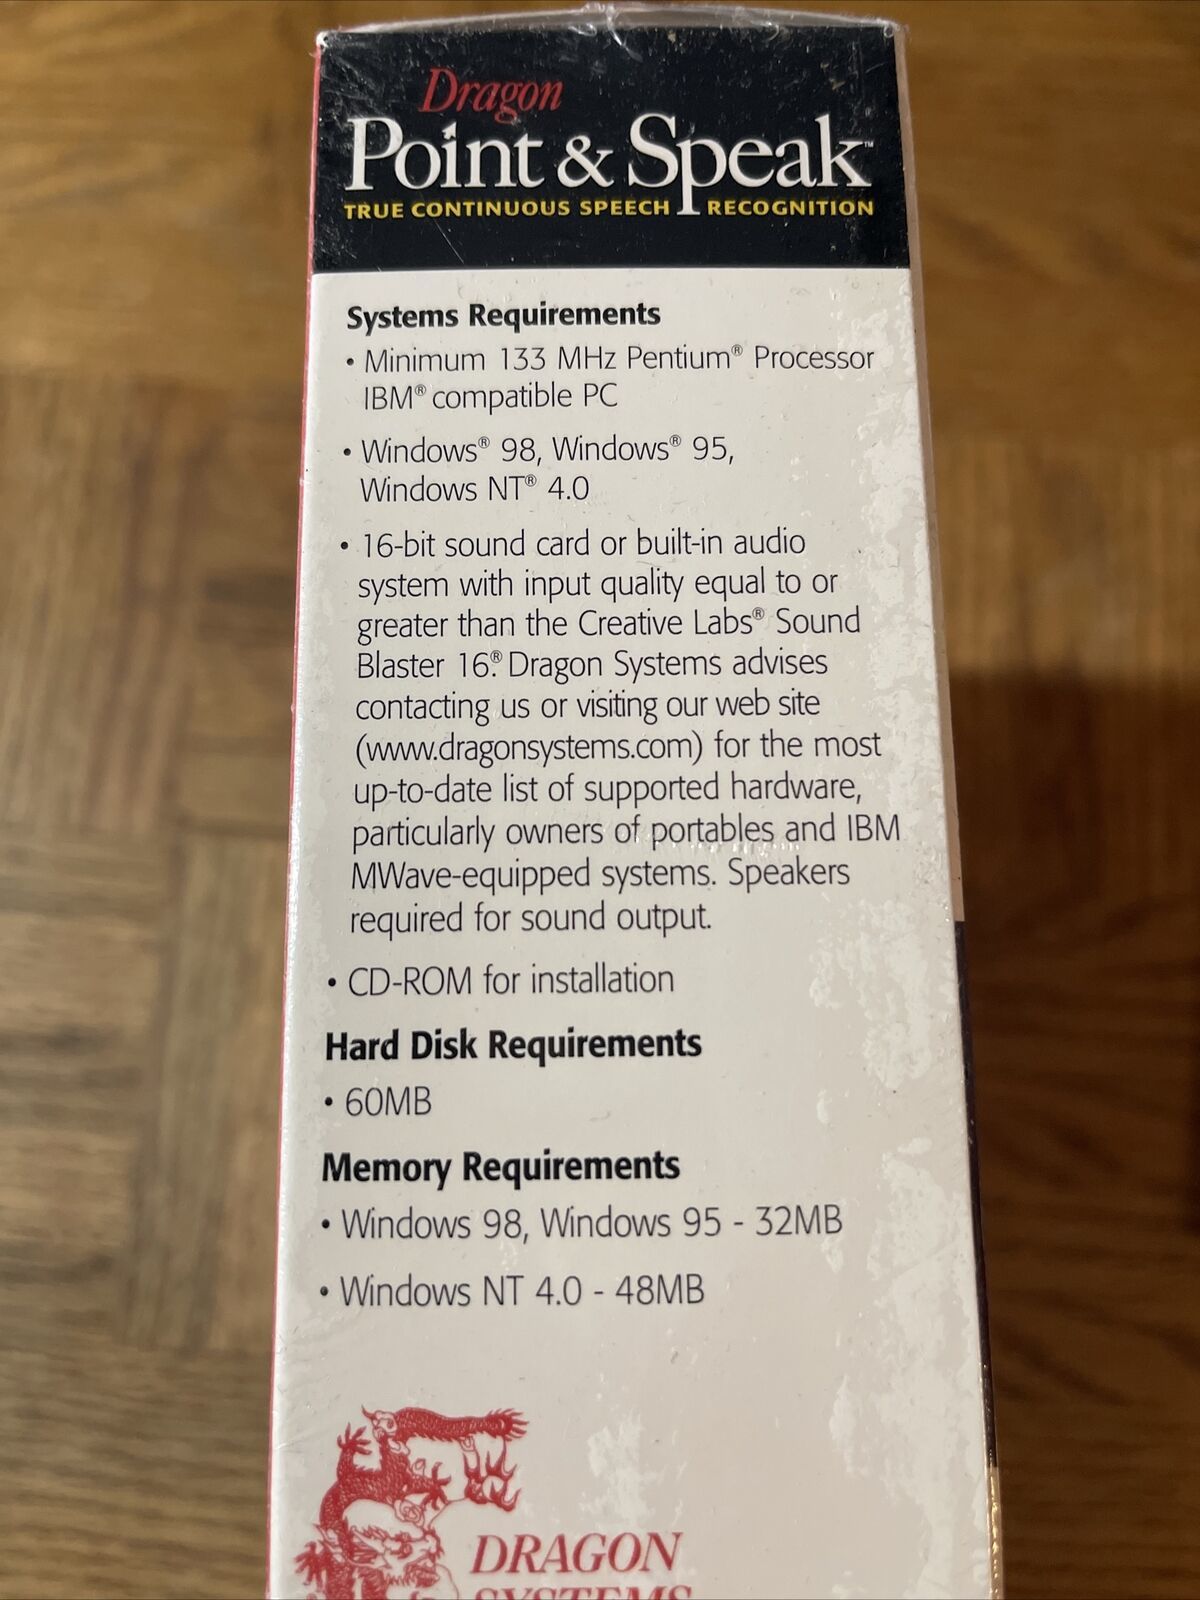 Dragon
Point & Speak™
TRUE CONTINUOUS SPEECH RECOGNITION
Systems Requirements
• Minimum 133 MHz Pentium® Processor
IBM® compatible PC
• Windows® 98, Windows® 95,
Windows NT® 4.0
• 16-bit sound card or built-in audio
system with input quality equal to or
greater than the Creative Labs® Sound
Blaster 16®. Dragon Systems advises
contacting us or visiting our web site
(www.dragonsystems.com) for the most
up-to-date list of supported hardware,
particularly owners of portables and IBM
MWave-equipped systems. Speakers
required for sound output.
• CD-ROM for installation
Hard Disk Requirements
• 60MB
Memory Requirements
• Windows 98, Windows 95 - 32MB
• Windows NT 4.0 - 48MB
DRAGON
SYSTEMS